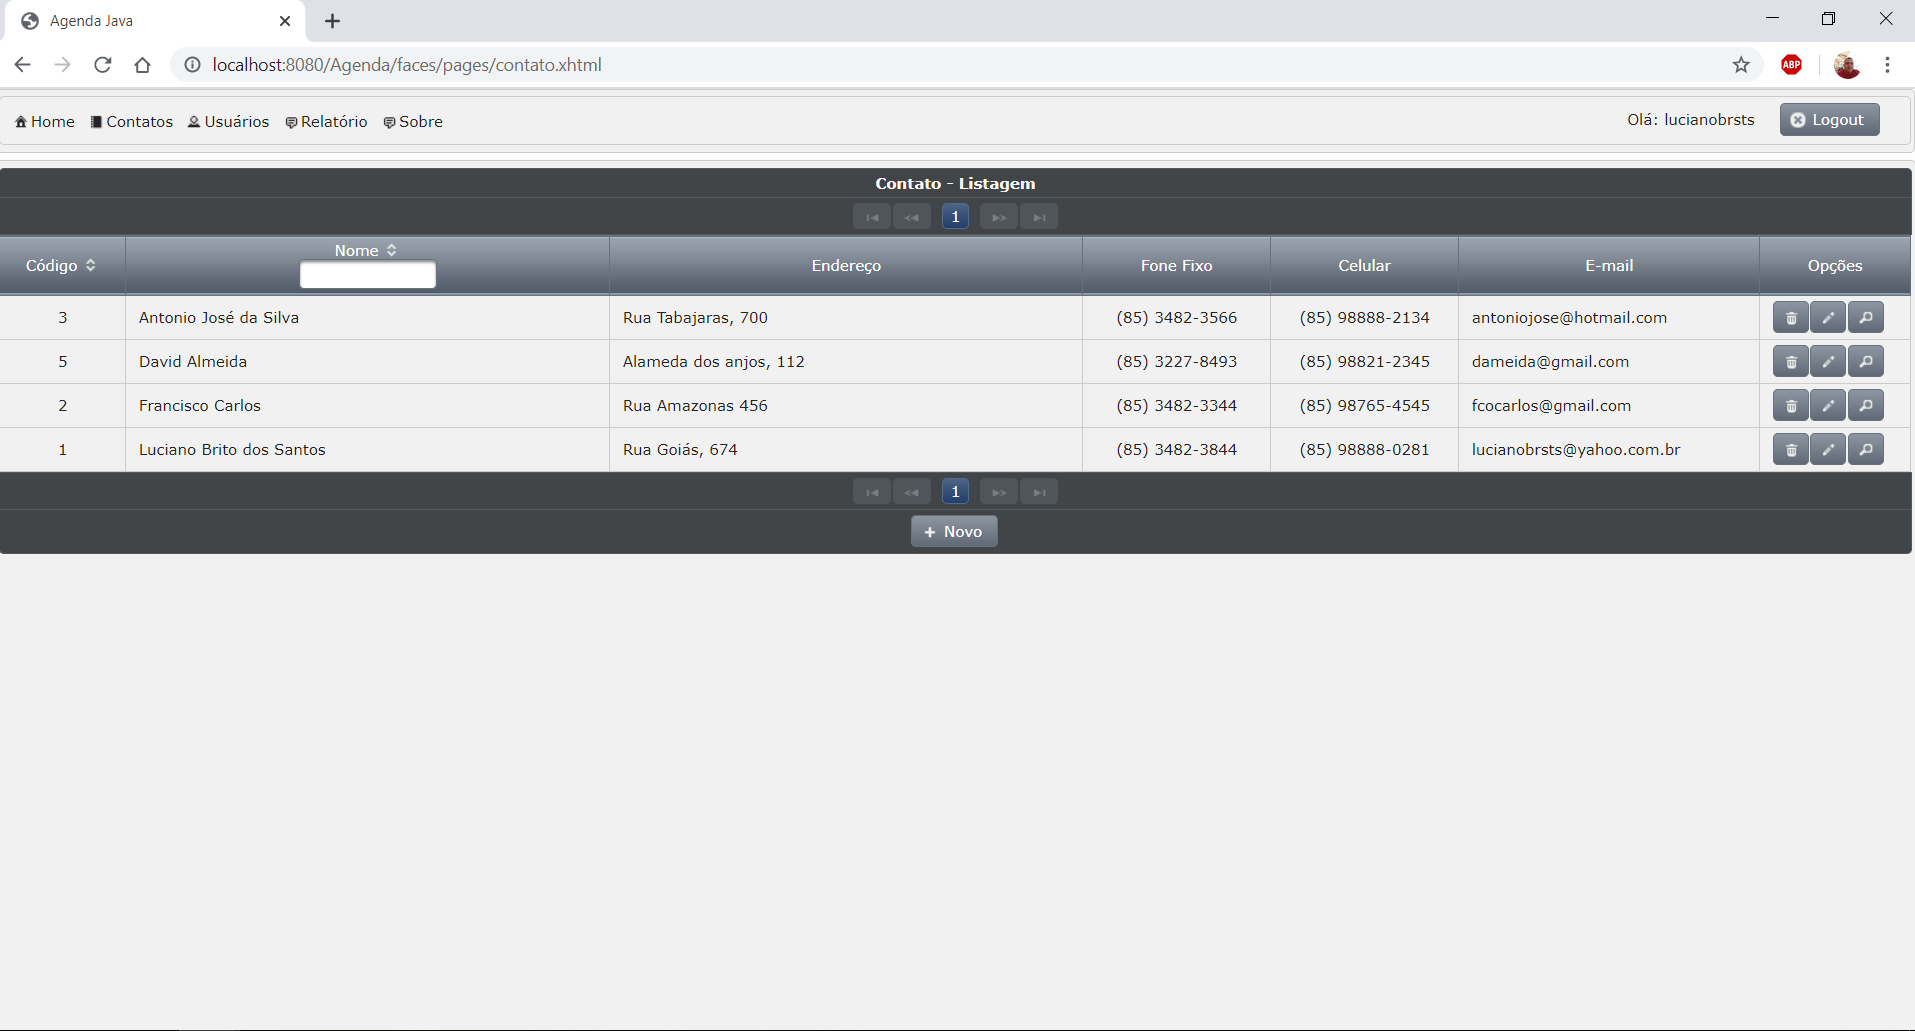 Agenda Java
localhost:8080/Agenda/faces/pages/contato.xhtml
ABP
Home Contatos Usuários Relatório Sobre Olá: lucianobrsts Logout
Contato - Listagem
1
Código Nome Endereço Fone Fixo Celular E-mail Opções
3 Antonio José da Silva Rua Tabajaras, 700 (85) 3482-3566 (85) 98888-2134 antoniojose@hotmail.com
5 David Almeida Alameda dos anjos, 112 (85) 3227-8493 (85) 98821-2345 dameida@gmail.com
2 Francisco Carlos Rua Amazonas 456 (85) 3482-3344 (85) 98765-4545 fcocarlos@gmail.com
1 Luciano Brito dos Santos Rua Goiás, 674 (85) 3482-3844 (85) 98888-0281 lucianobrsts@yahoo.com.br
1
Novo